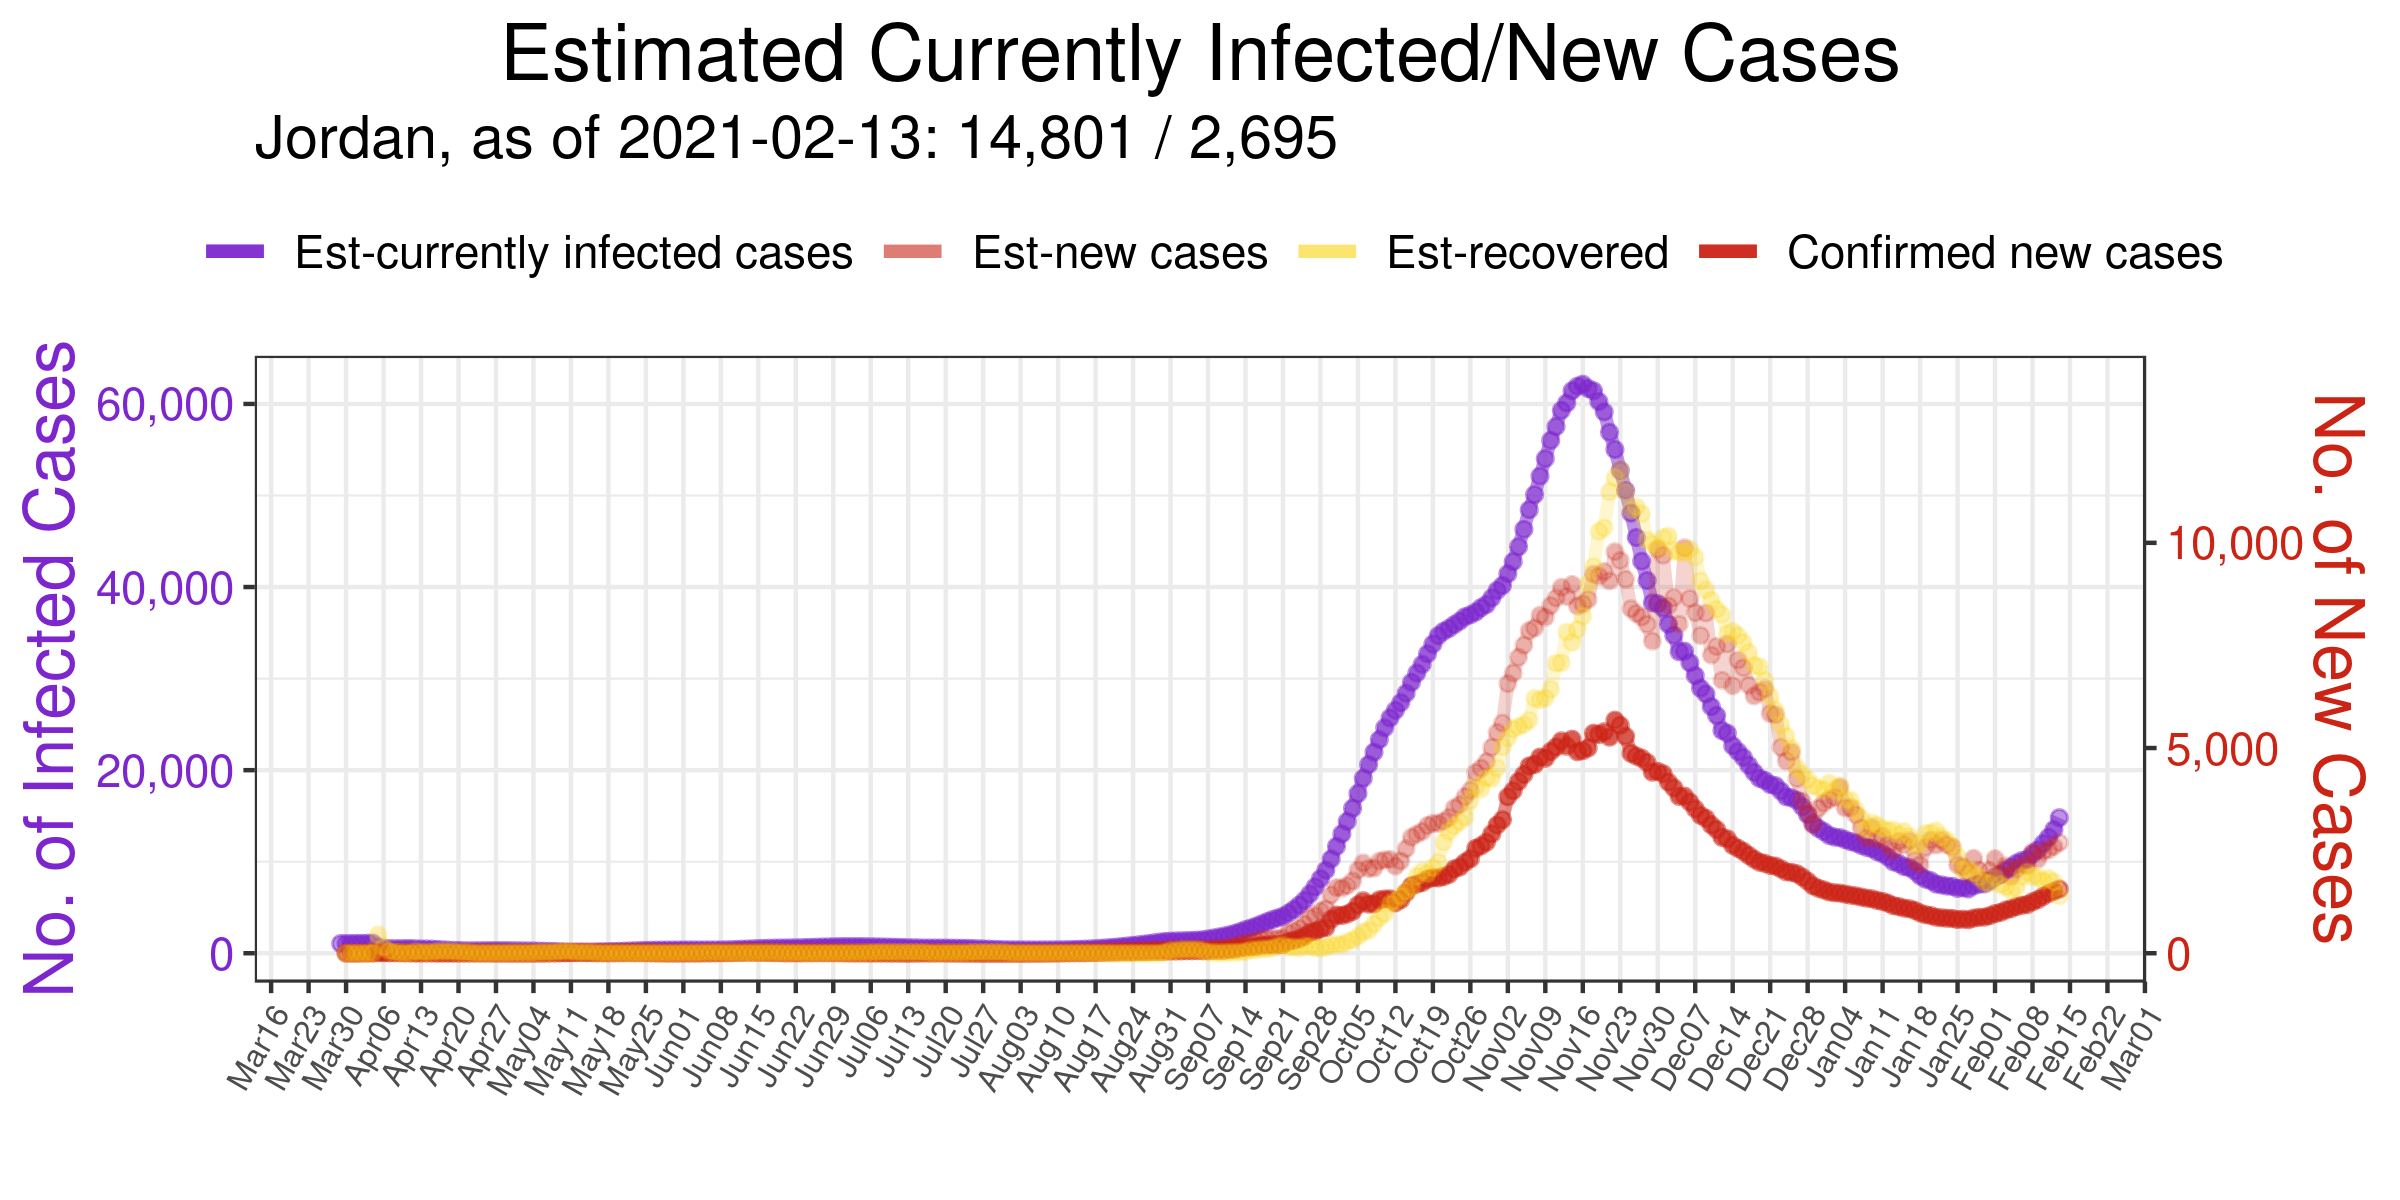 Estimated Currently Infected/New Cases
Jordan, as of 2021-02-13: 14,801 / 2,695
Est-currently infected cases Est-new cases Est-recovered Confirmed new cases
No. of Infected Cases
60,000
40,000
20,000
0
10,000
5,000
0
No. of New Cases
Mar16 Mar23 Mar30 Apr06 Apr13 Apr20 Apr27 May04 May11 May18 May25 Jun01 Jun08 Jun15 Jun22 Jun29 Jul06 Jul13 Jul20 Jul27 Aug03 Aug10 Aug17 Aug24 Aug31 Sep07 Sep14 Sep21 Sep28 Oct05 Oct12 Oct19 Oct26 Nov02 Nov09 Nov16 Nov23 Nov30 Dec07 Dec14 Dec21 Dec28 Jan04 Jan11 Jan18 Jan25 Feb01 Feb08 Feb15 Feb22 Mar01